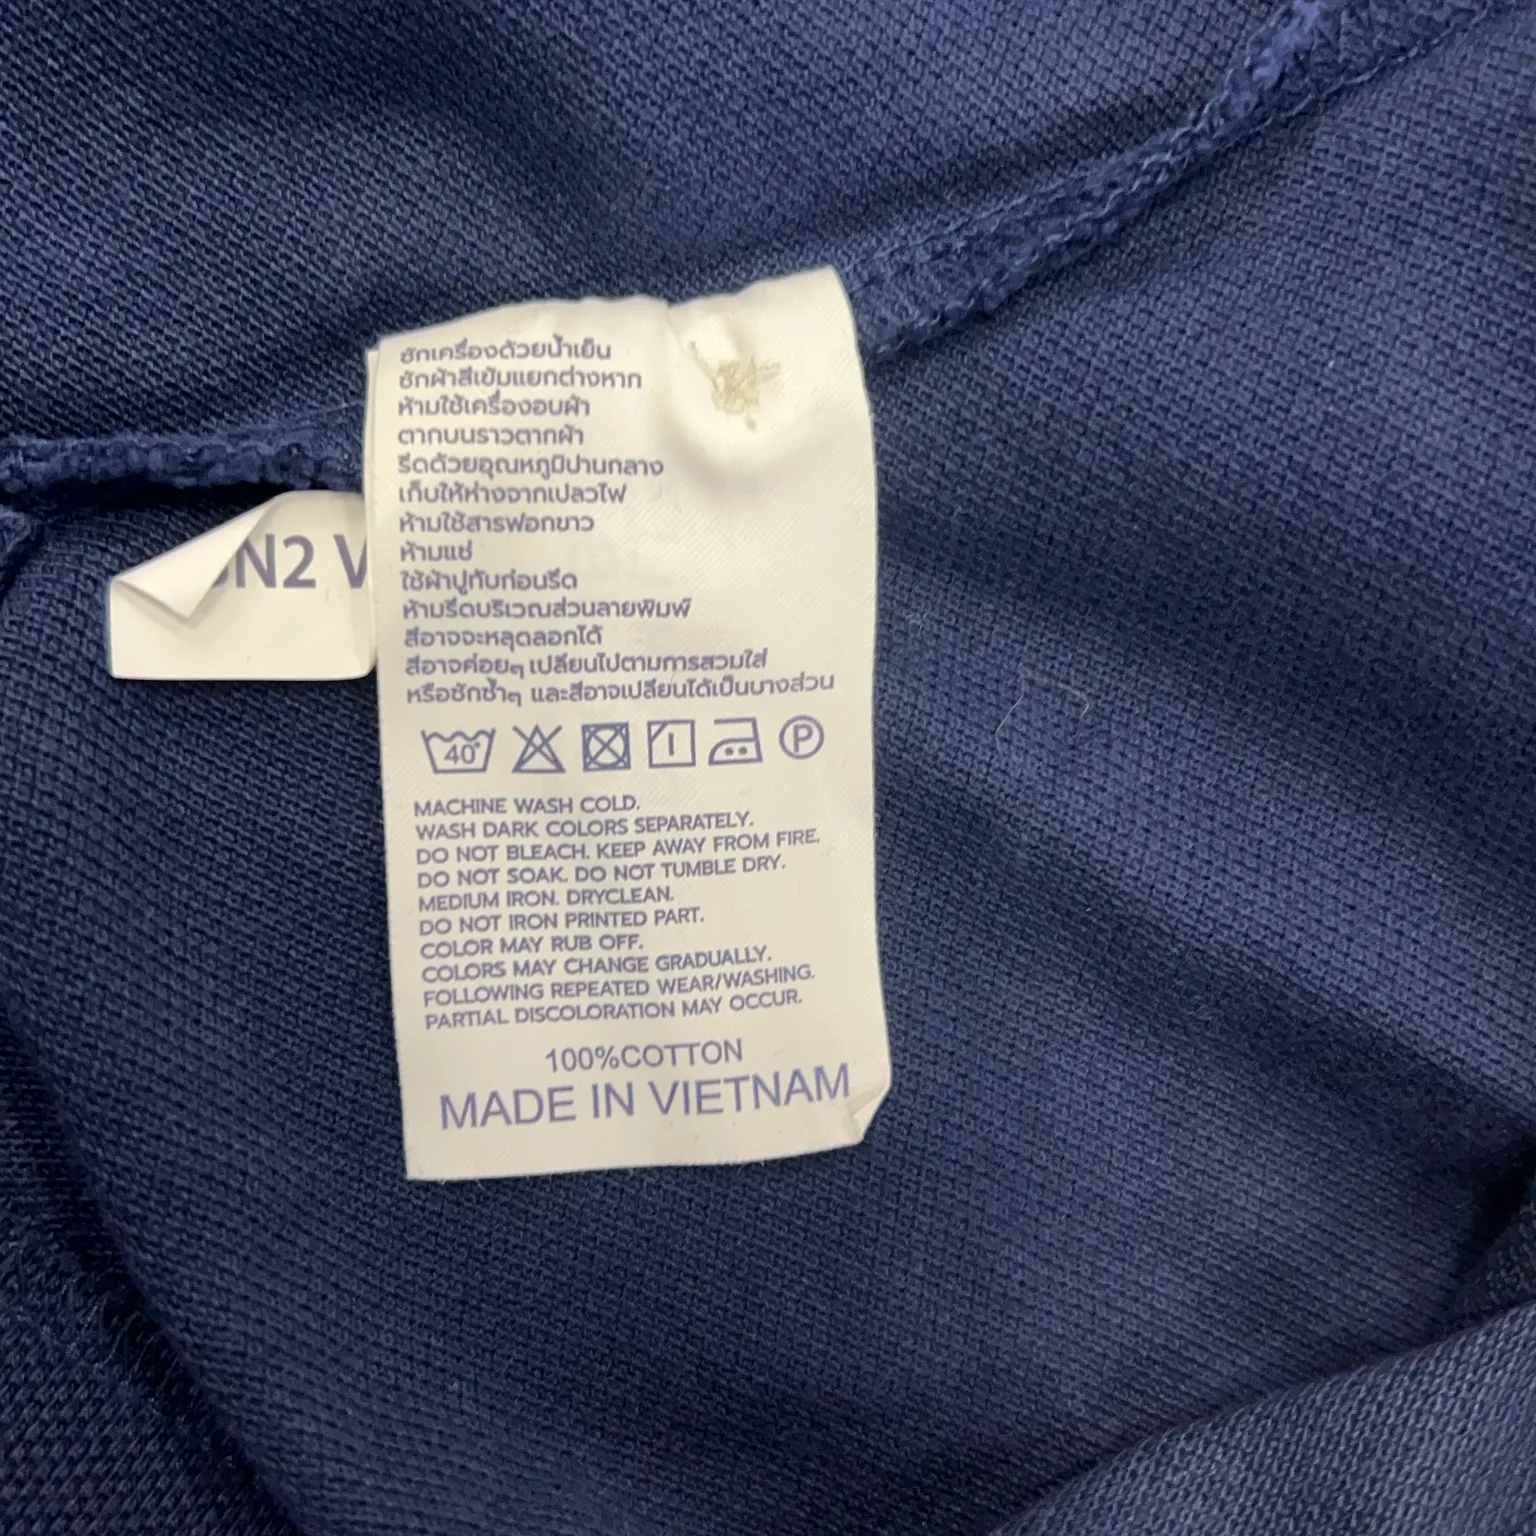 ซักเครื่องด้วยน้ำเย็น
ซักผ้าสีเข้มแยกต่างหาก
ห้ามใช้เครื่องอบผ้า
ตากบนราวตากผ้า
รีดด้วยอุณหภูมิปานกลาง
เก็บให้ห่างจากเปลวไฟ
ห้ามใช้สารฟอกขาว
ห้ามแช่
ใช้ผ้าปูทับก่อนรีด
ห้ามรีดบริเวณส่วนลายพิมพ์
สีอาจจะหลุดลอกได้
สีอาจค่อยๆ เปลี่ยนไปตามการสวมใส่
หรือซักซ้ำๆ และสีอาจเปลี่ยนได้เป็นบางส่วน
N2
40° P
MACHINE WASH COLD.
WASH DARK COLORS SEPARATELY.
DO NOT BLEACH. KEEP AWAY FROM FIRE.
DO NOT SOAK. DO NOT TUMBLE DRY.
MEDIUM IRON. DRYCLEAN.
DO NOT IRON PRINTED PART.
COLOR MAY RUB OFF.
COLORS MAY CHANGE GRADUALLY.
FOLLOWING REPEATED WEAR/WASHING.
PARTIAL DISCOLORATION MAY OCCUR.
100%COTTON
MADE IN VIETNAM